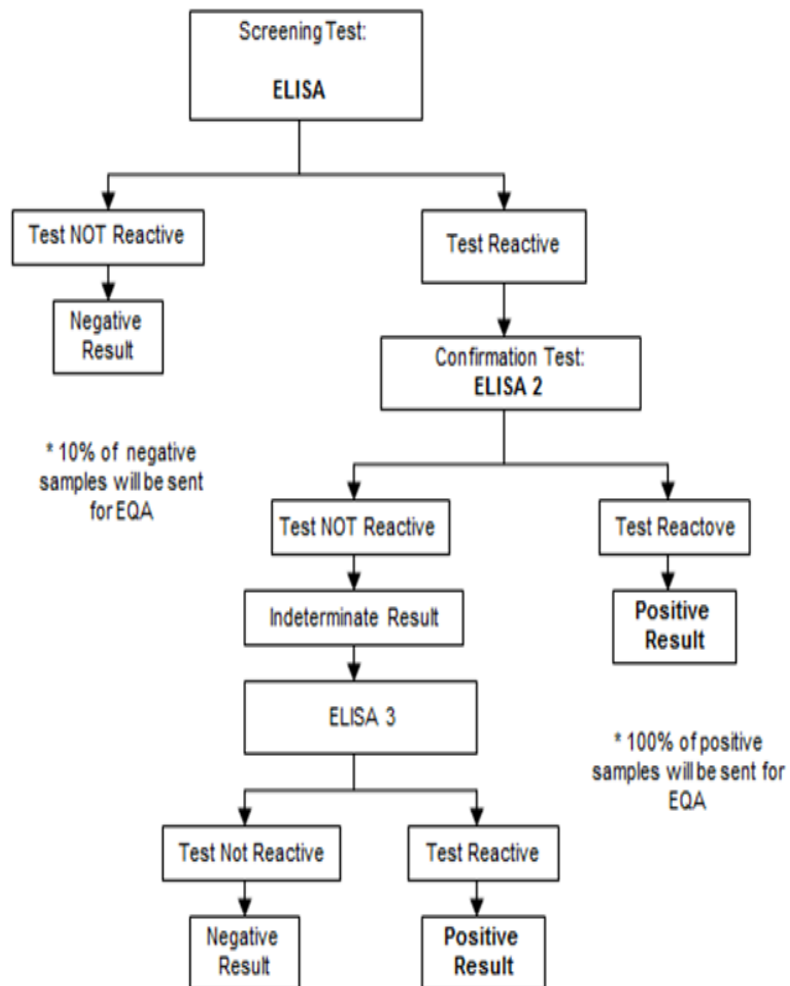 Screening Test:
ELISA
Test NOT Reactive
Test Reactive
Negative
Result
Confirmation Test:
ELISA 2
* 10% of negative
samples will be sent
for EQA
Test NOT Reactive
Test Reactove
Indeterminate Result
Positive
Result
ELISA 3
* 100% of positive
samples will be sent for
EQA
Test Not Reactive
Test Reactive
Negative
Result
Positive
Result